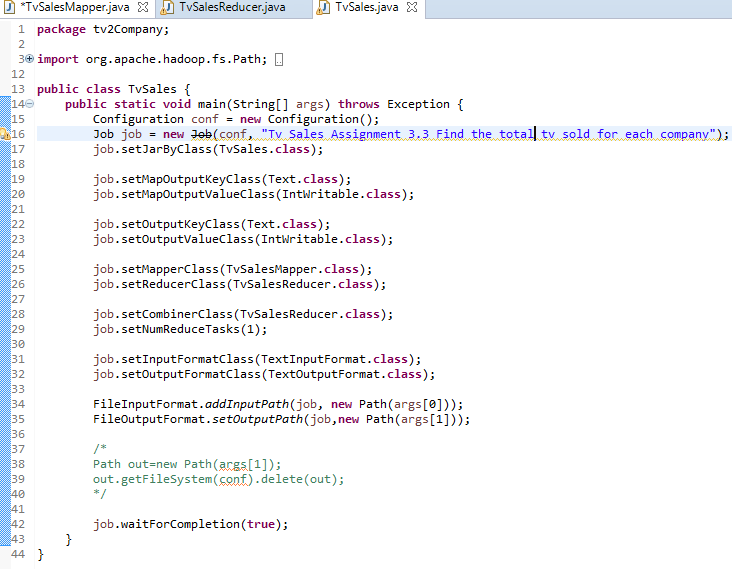 *TvSalesMapper.java TvSalesReducer.java TvSales.java
1 package tv2Company;
2
3 import org.apache.hadoop.fs.Path;
12
13 public class TvSales {
14 public static void main(String[] args) throws Exception {
15 Configuration conf = new Configuration();
16 Job job = new Job(conf, "Tv Sales Assignment 3.3 Find the total tv sold for each company");
17 job.setJarByClass(TvSales.class);
18
19 job.setMapOutputKeyClass(Text.class);
20 job.setMapOutputValueClass(IntWritable.class);
21
22 job.setOutputKeyClass(Text.class);
23 job.setOutputValueClass(IntWritable.class);
24
25 job.setMapperClass(TvSalesMapper.class);
26 job.setReducerClass(TvSalesReducer.class);
27
28 job.setCombinerClass(TvSalesReducer.class);
29 job.setNumReduceTasks(1);
30
31 job.setInputFormatClass(TextInputFormat.class);
32 job.setOutputFormatClass(TextOutputFormat.class);
33
34 FileInputFormat.addInputPath(job, new Path(args[0]));
35 FileOutputFormat.setOutputPath(job,new Path(args[1]));
36
37 /*
38 Path out=new Path(args[1]);
39 out.getFileSystem(conf).delete(out);
40 */
41
42 job.waitForCompletion(true);
43 }
44 }